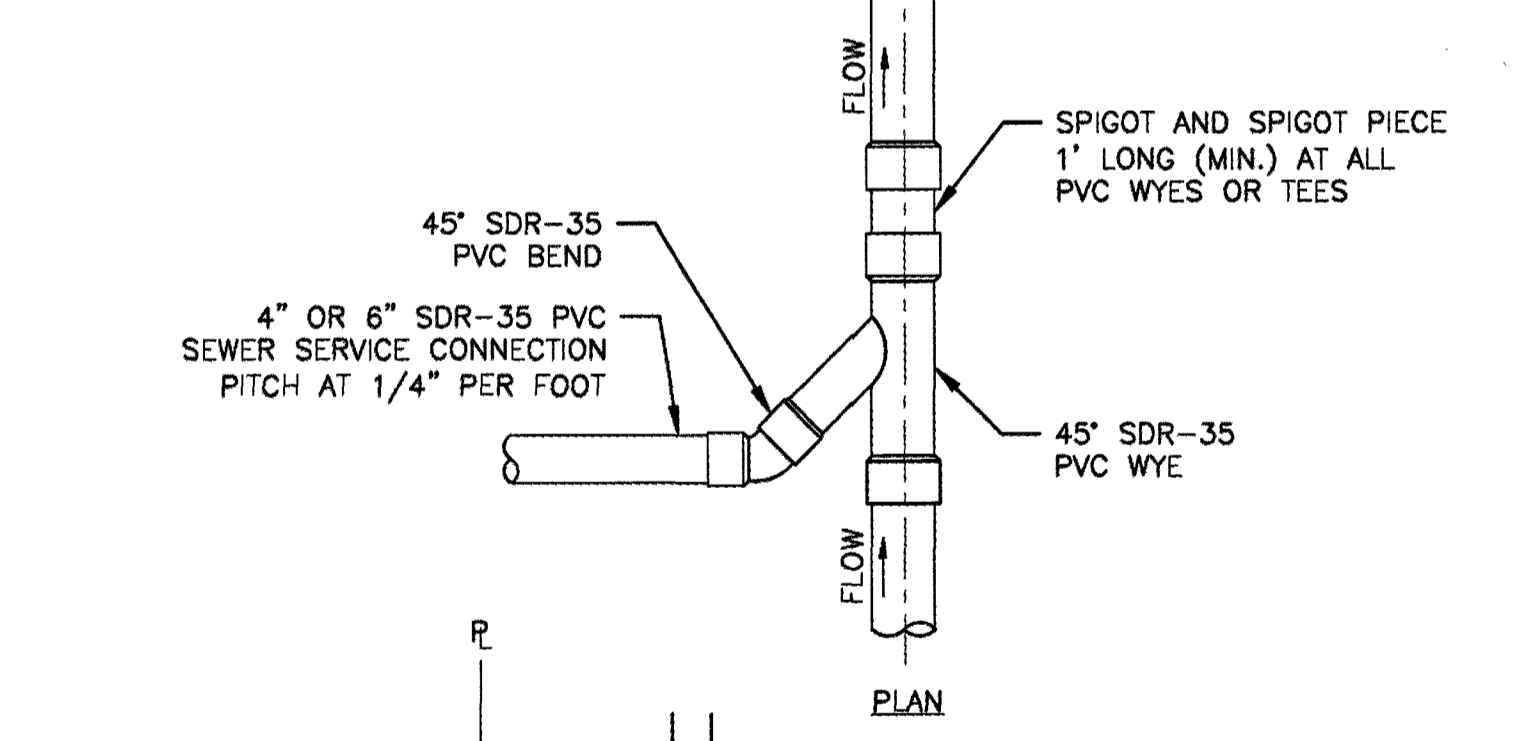 FLOW
SPIGOT AND SPIGOT PIECE
1' LONG (MIN.) AT ALL
PVC WYES OR TEES
45° SDR-35
PVC BEND
4" OR 6" SDR-35 PVC
SEWER SERVICE CONNECTION
PITCH AT 1/4" PER FOOT
45° SDR-35
PVC WYE
FLOW
PL
PLAN